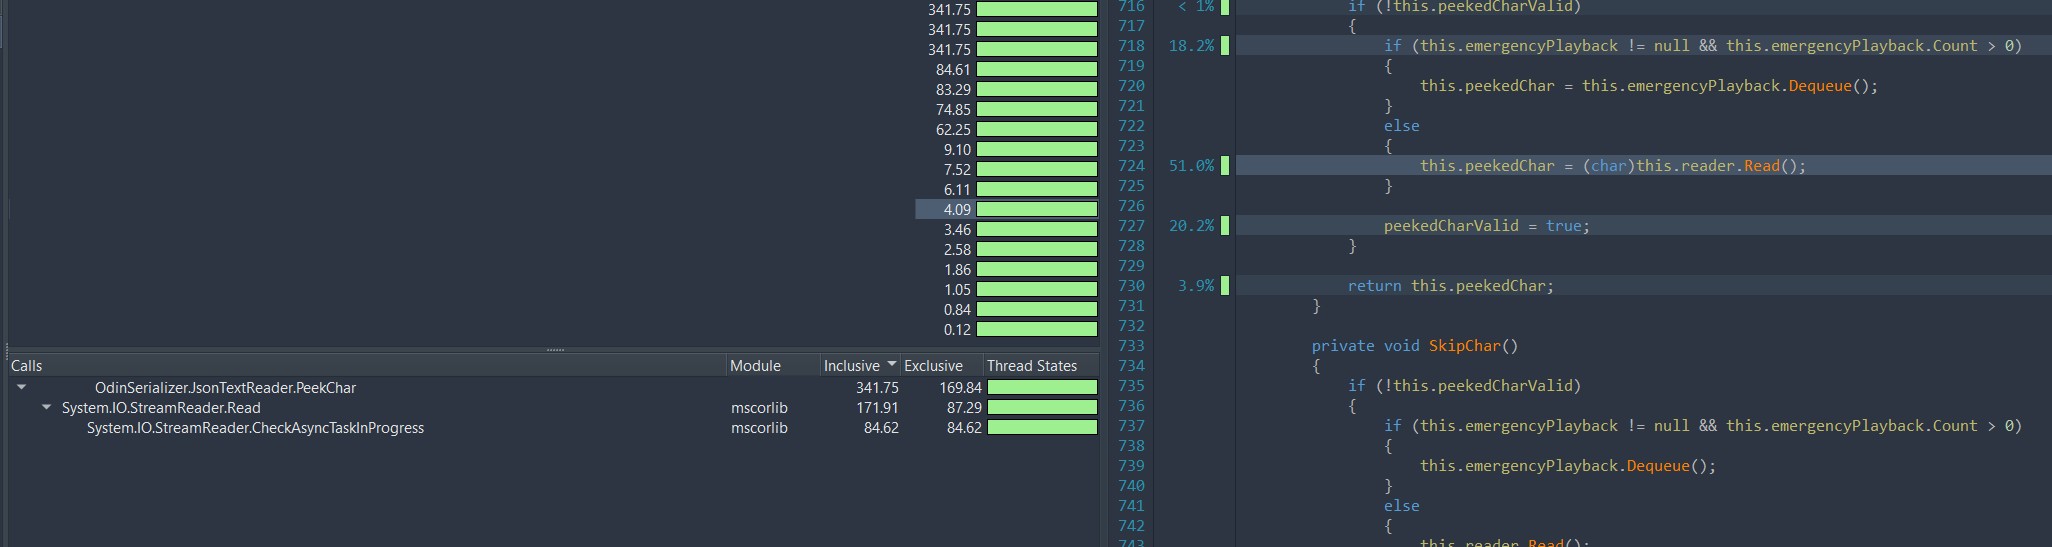 341.75
341.75
341.75
84.61
83.29
74.85
62.25
9.10
7.52
6.11
4.09
3.46
2.58
1.86
1.05
0.84
0.12
Calls Module Inclusive Exclusive Thread States
OdinSerializer.JsonTextReader.PeekChar 341.75 169.84
System.IO.StreamReader.Read mscorlib 171.91 87.29
System.IO.StreamReader.CheckAsyncTaskInProgress mscorlib 84.62 84.62
716 < 1% if (!this.peekedCharValid)
717 {
718 18.2% if (this.emergencyPlayback != null && this.emergencyPlayback.Count > 0)
719 {
720 this.peekedChar = this.emergencyPlayback.Dequeue();
721 }
722 else
723 {
724 51.0% this.peekedChar = (char)this.reader.Read();
725 }
726
727 20.2% peekedCharValid = true;
728 }
729
730 3.9% return this.peekedChar;
731 }
732
733 private void SkipChar()
734 {
735 if (!this.peekedCharValid)
736 {
737 if (this.emergencyPlayback != null && this.emergencyPlayback.Count > 0)
738 {
739 this.emergencyPlayback.Dequeue();
740 }
741 else
742 {
743 this.reader.Read();